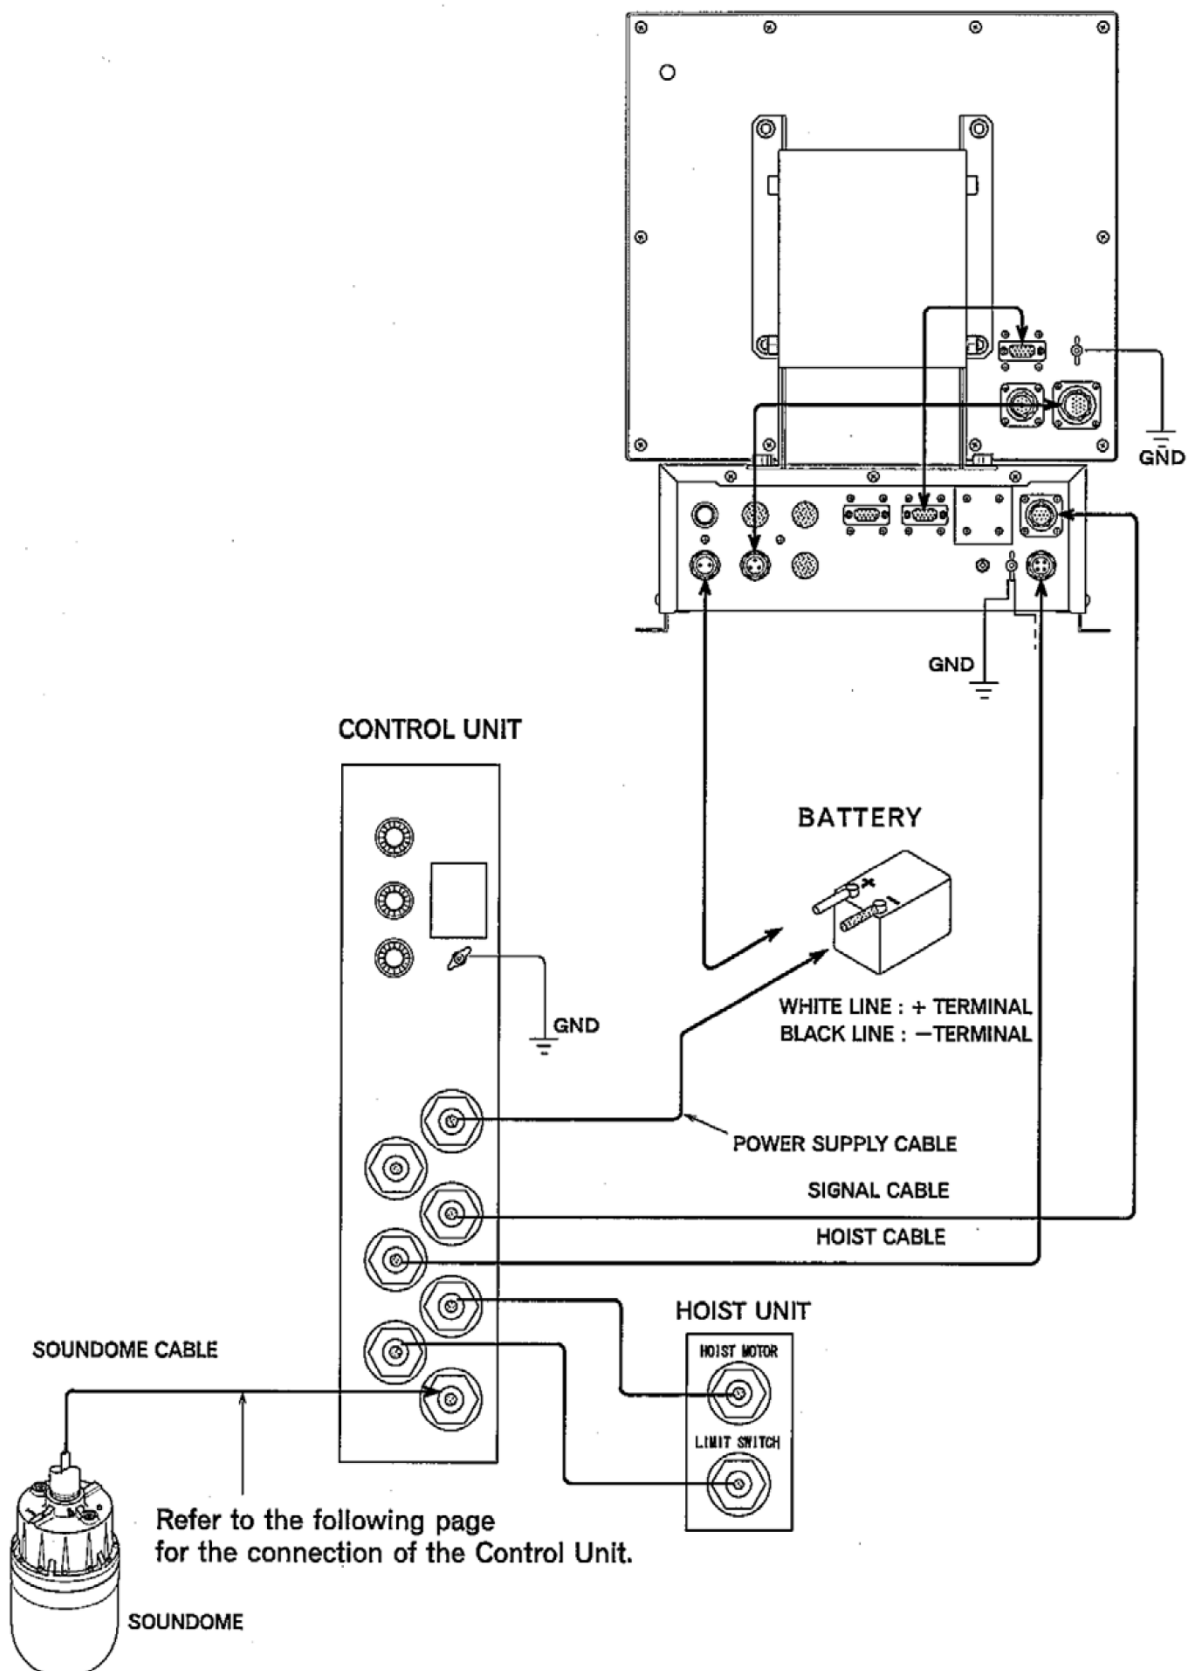 GND
GND
CONTROL UNIT
BATTERY
+
−
WHITE LINE : + TERMINAL
BLACK LINE : −TERMINAL
GND
POWER SUPPLY CABLE
SIGNAL CABLE
HOIST CABLE
HOIST UNIT
HOIST MOTOR
LIMIT SWITCH
SOUNDOME CABLE
Refer to the following page
for the connection of the Control Unit.
SOUNDOME